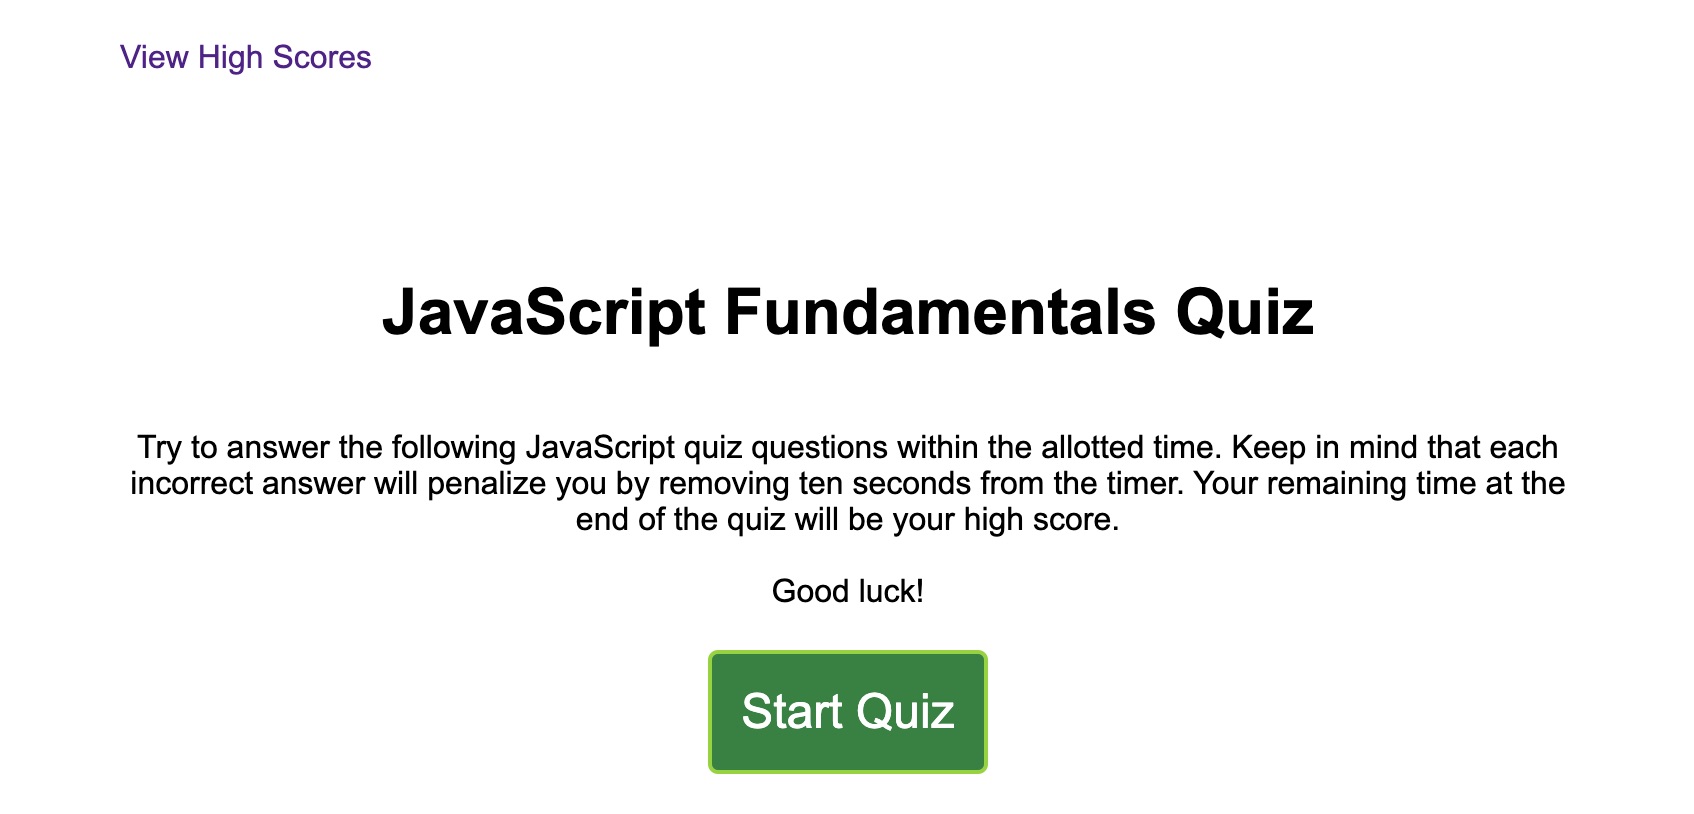 View High Scores
JavaScript Fundamentals Quiz
Try to answer the following JavaScript quiz questions within the allotted time. Keep in mind that each
incorrect answer will penalize you by removing ten seconds from the timer. Your remaining time at the
end of the quiz will be your high score.
Good luck!
Start Quiz